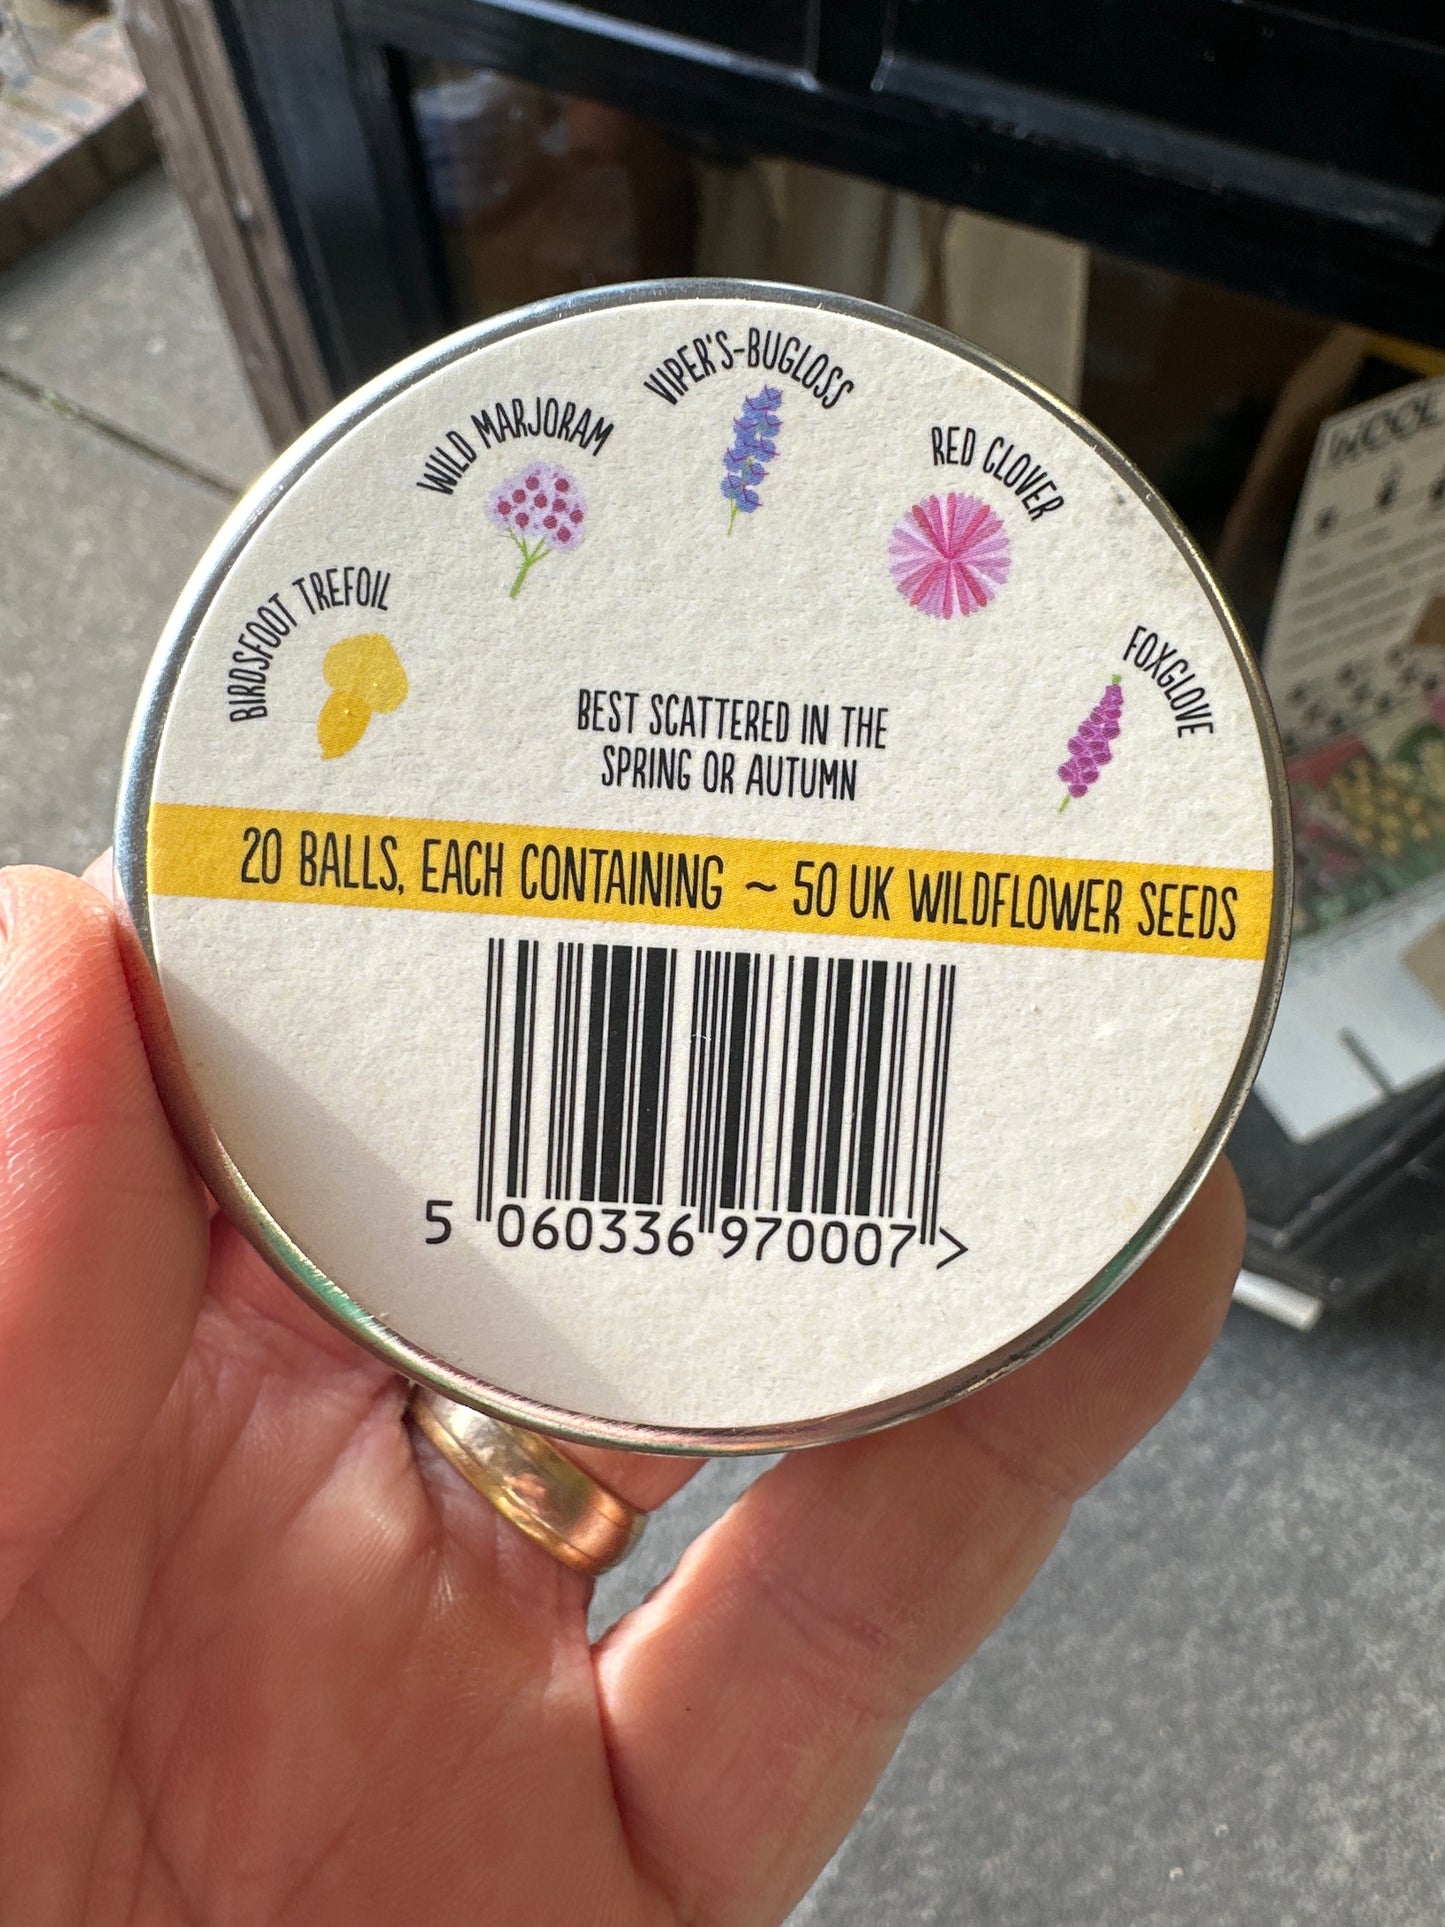 BIRDSFOOT TREFOIL
WILD MARJORAM
VIPER'S-BUGLOSS
RED CLOVER
FOXGLOVE
BEST SCATTERED IN THE
SPRING OR AUTUMN
20 BALLS, EACH CONTAINING ~ 50 UK WILDFLOWER SEEDS
5 060336 970007 >